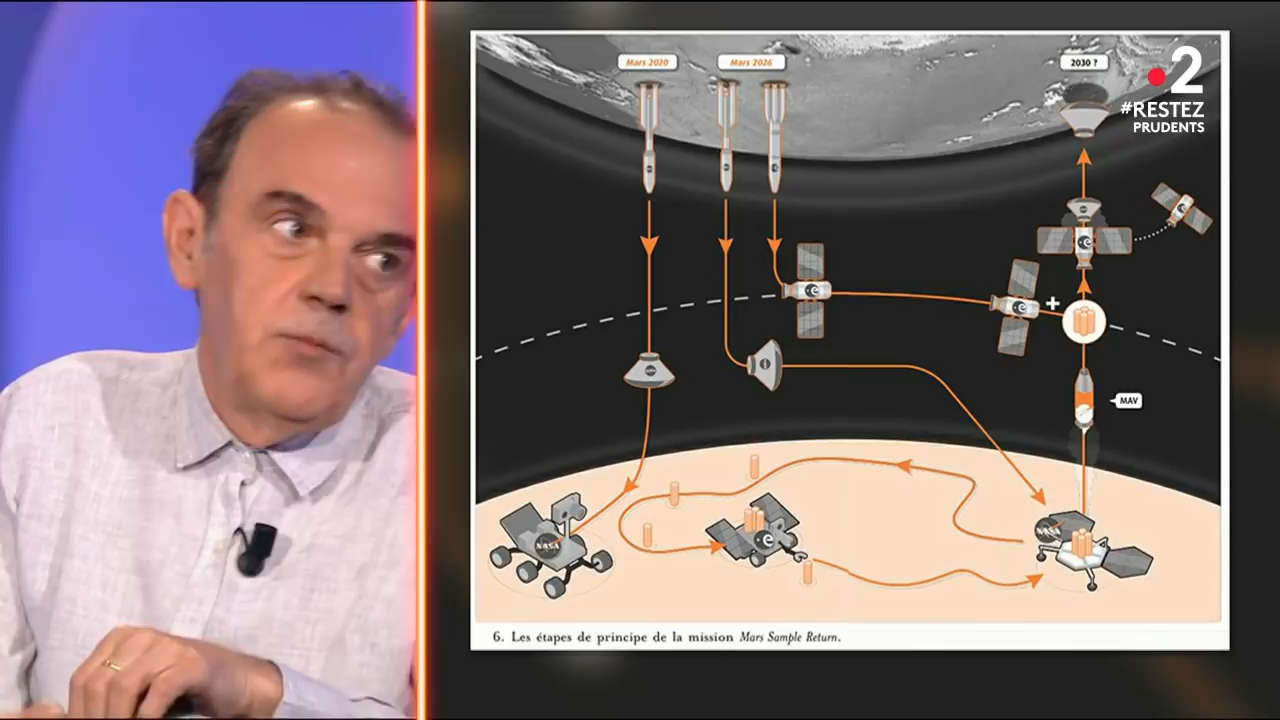 Mars 2020
Mars 2026
2030 ?
2
#RESTEZ
PRUDENTS
e
e
e
+
MAV
NASA
e
NASA
6. Les étapes de principe de la mission Mars Sample Return.